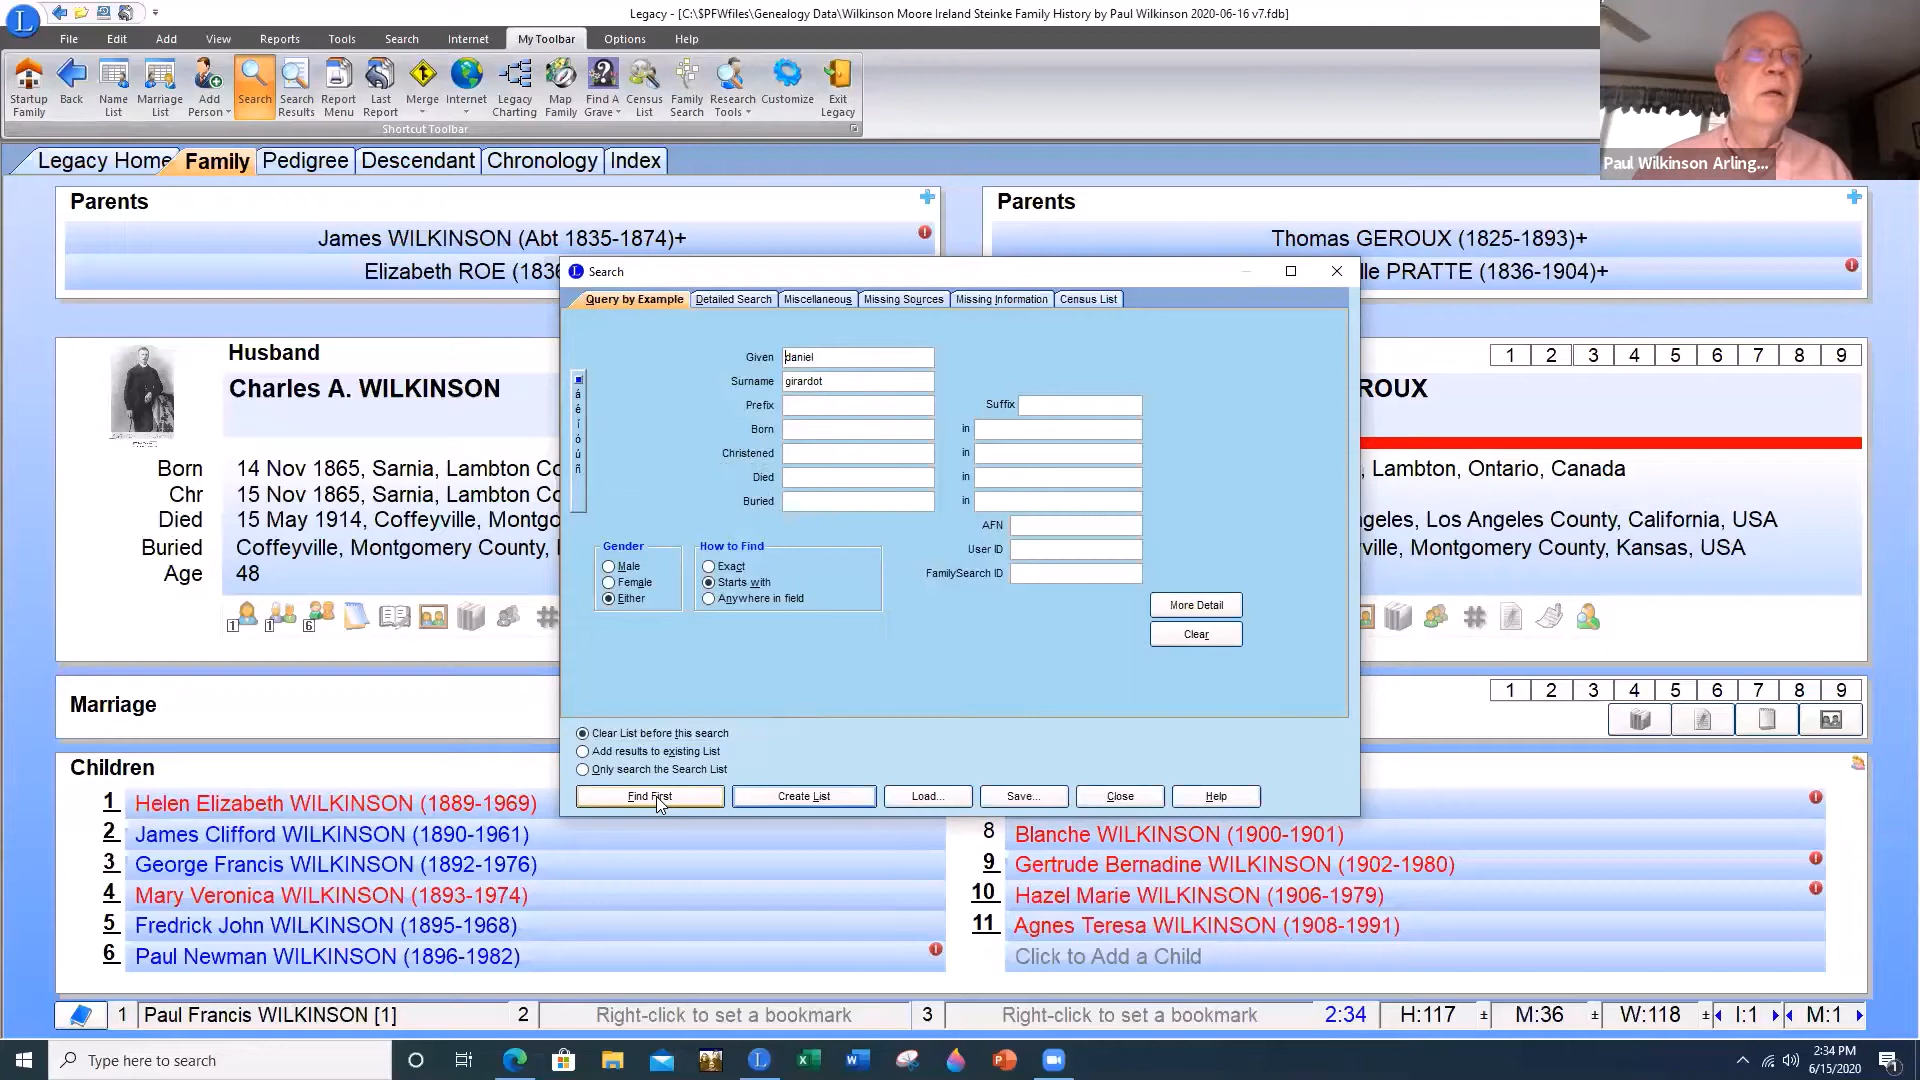 Legacy - [C:\$PFWfiles\Genealogy Data\Wilkinson Moore Ireland Steinke Family History by Paul Wilkinson 2020-06-16 v7.fdb]
L
File Edit Add View Reports Tools Search Internet My Toolbar Options Help
Startup Family Back Name List Marriage List Add Person Search Search Results Report Menu Last Report Merge Internet Legacy Charting Map Family Find A Grave Census List Family Search Research Tools Customize Exit Legacy
Shortcut Toolbar
Paul Wilkinson Arling...
Legacy Home Family Pedigree Descendant Chronology Index
Parents
James WILKINSON (Abt 1835-1874)+
Elizabeth ROE (1836
Parents
Thomas GEROUX (1825-1893)+
lle PRATTE (1836-1904)+
Husband
Charles A. WILKINSON
Born 14 Nov 1865, Sarnia, Lambton Co
Chr 15 Nov 1865, Sarnia, Lambton Co
Died 15 May 1914, Coffeyville, Montgo
Buried Coffeyville, Montgomery County,
Age 48
1 1 6
1 2 3 4 5 6 7 8 9
ROUX
, Lambton, Ontario, Canada
geles, Los Angeles County, California, USA
ville, Montgomery County, Kansas, USA
Search
Query by Example Detailed Search Miscellaneous Missing Sources Missing Information Census List
á
é
í
ó
ú
ñ
Given daniel
Surname girardot
Prefix
Suffix
Born in
Christened in
Died in
Buried in
AFN
User ID
FamilySearch ID
Gender
Male
Female
Either
How to Find
Exact
Starts with
Anywhere in field
More Detail
Clear
Clear List before this search
Add results to existing List
Only search the Search List
Find First Create List Load... Save... Close Help
Marriage
1 2 3 4 5 6 7 8 9
Children
1 Helen Elizabeth WILKINSON (1889-1969)
2 James Clifford WILKINSON (1890-1961)
3 George Francis WILKINSON (1892-1976)
4 Mary Veronica WILKINSON (1893-1974)
5 Fredrick John WILKINSON (1895-1968)
6 Paul Newman WILKINSON (1896-1982)
8 Blanche WILKINSON (1900-1901)
9 Gertrude Bernadine WILKINSON (1902-1980)
10 Hazel Marie WILKINSON (1906-1979)
11 Agnes Teresa WILKINSON (1908-1991)
Click to Add a Child
1 Paul Francis WILKINSON [1] 2 Right-click to set a bookmark 3 Right-click to set a bookmark 2:34 H:117 ± M:36 ± W:118 ± I:1 M:1
Type here to search
2:34 PM
6/15/2020